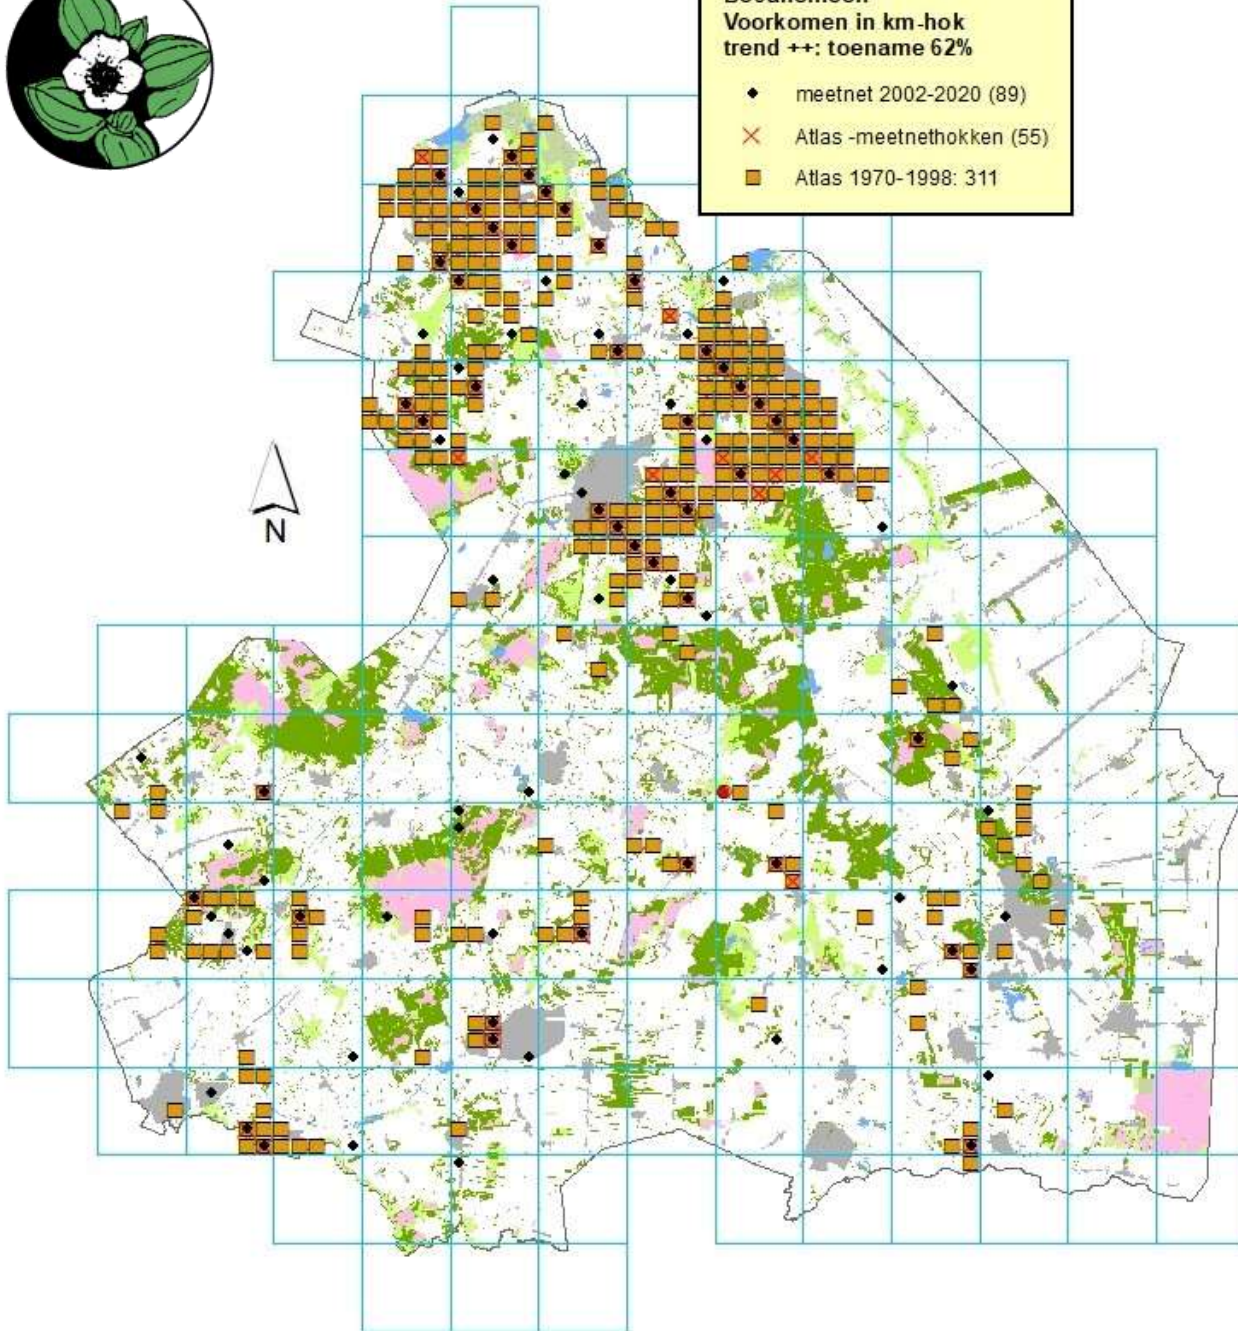 Voorkomen in km-hok
trend ++: toename 62%
meetnet 2002-2020 (89)
Atlas -meetnethokken (55)
Atlas 1970-1998: 311
N